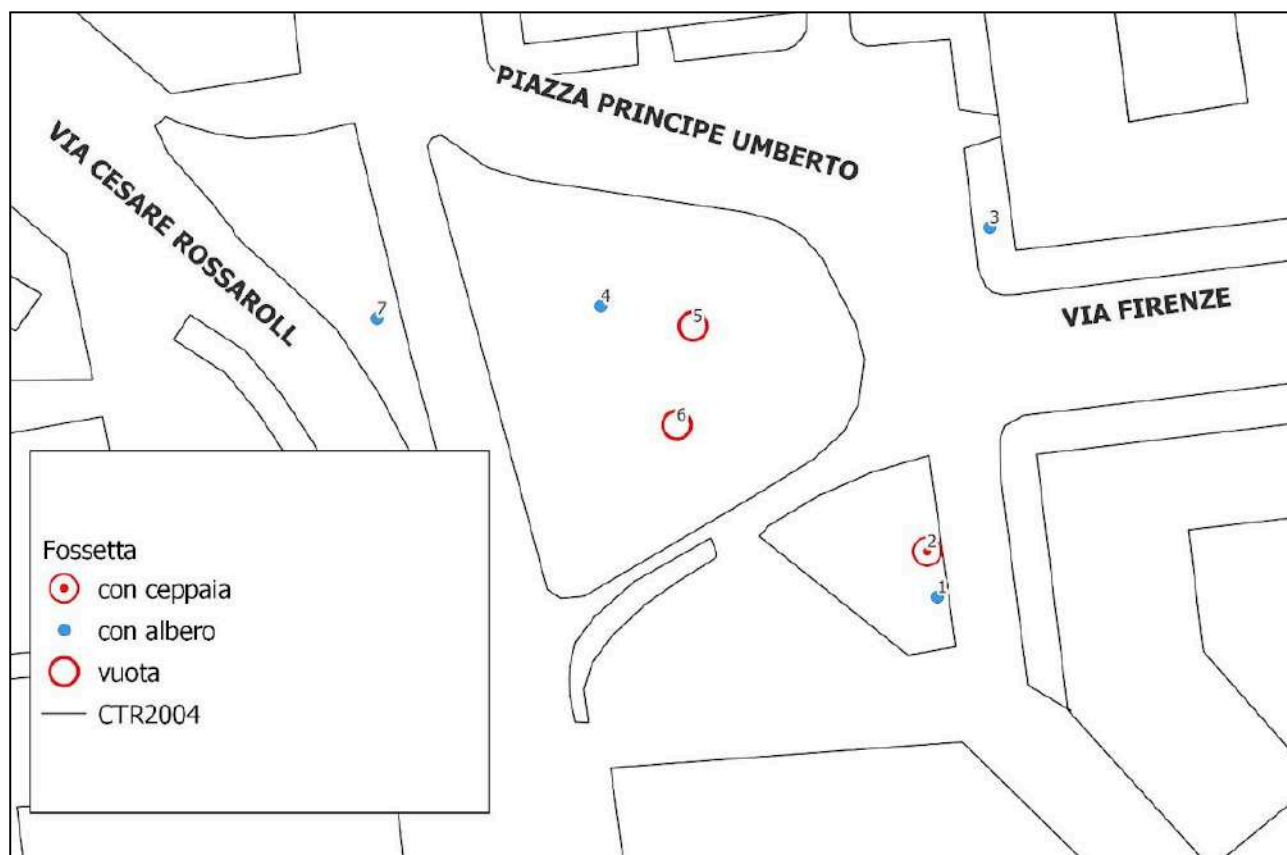 PIAZZA PRINCIPE UMBERTO
VIA CESARE ROSSAROLL
3
VIA FIRENZE
4
7
5
6
2
1
Fossetta
con ceppaia
con albero
vuota
CTR2004